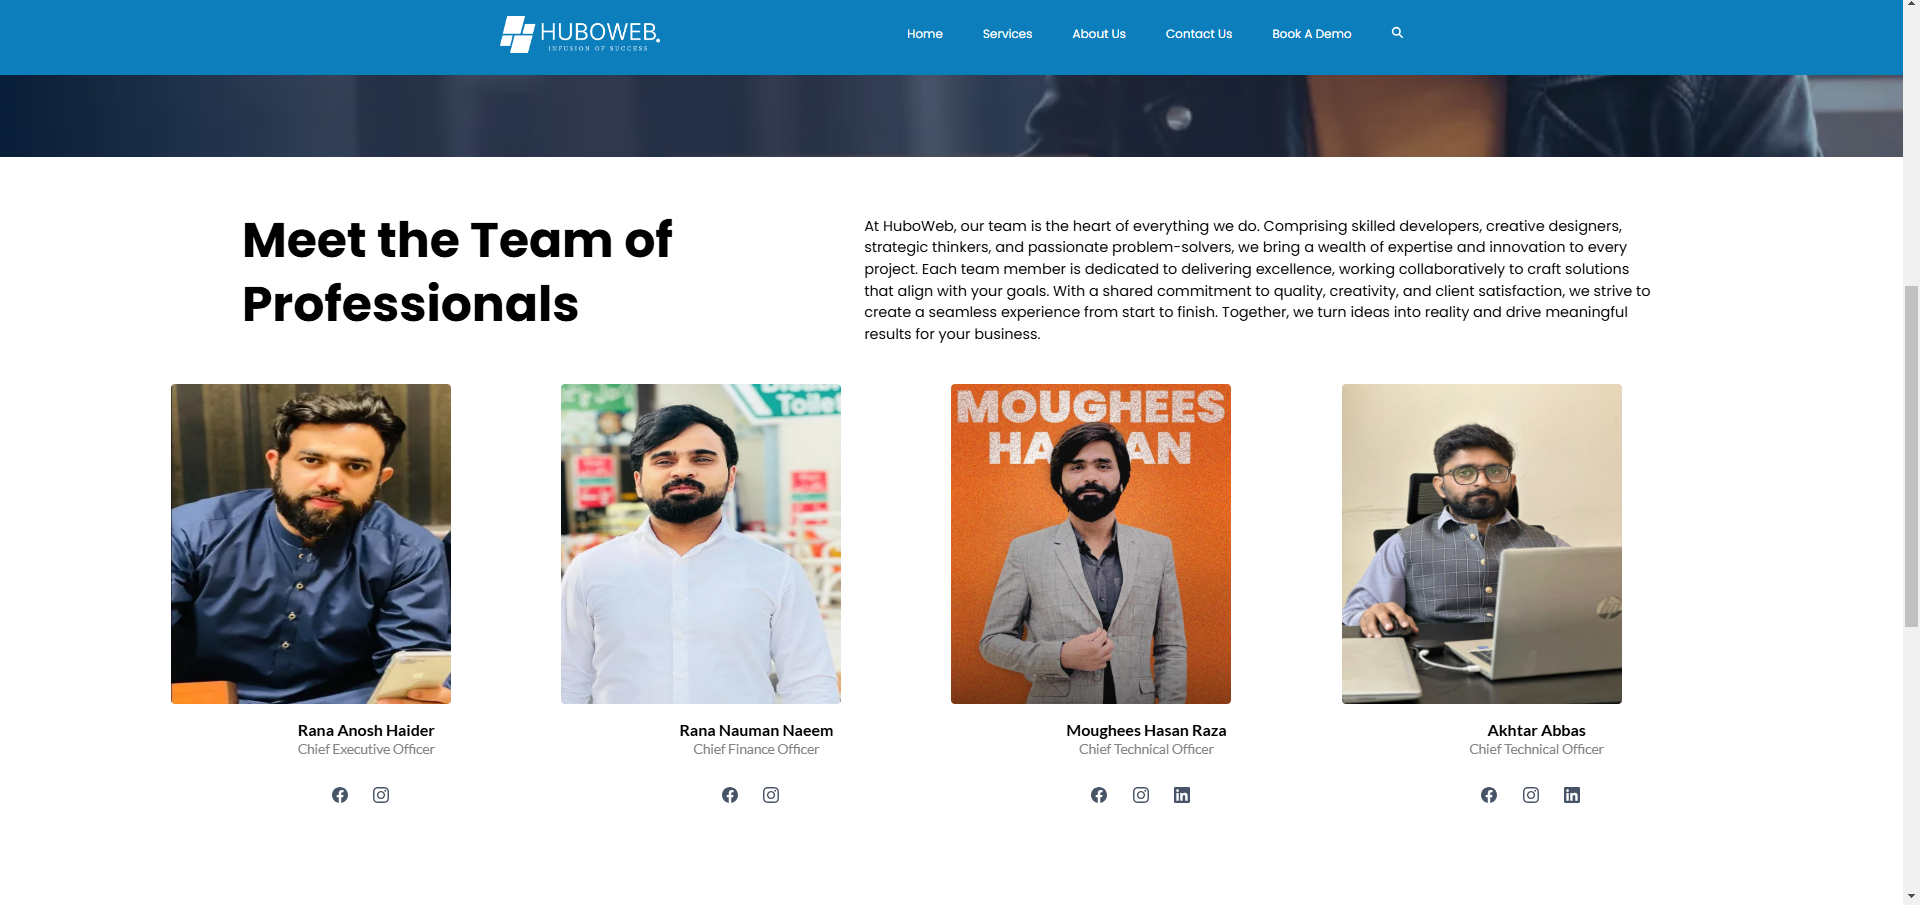 HUBOWEB.
INFUSION OF SUCCESS
Home
Services
About Us
Contact Us
Book A Demo
Meet the Team of
Professionals
At HuboWeb, our team is the heart of everything we do. Comprising skilled developers, creative designers,
strategic thinkers, and passionate problem-solvers, we bring a wealth of expertise and innovation to every
project. Each team member is dedicated to delivering excellence, working collaboratively to craft solutions
that align with your goals. With a shared commitment to quality, creativity, and client satisfaction, we strive to
create a seamless experience from start to finish. Together, we turn ideas into reality and drive meaningful
results for your business.
Toilet
MOUGHEES
HA AN
hp
Rana Anosh Haider
Chief Executive Officer
Rana Nauman Naeem
Chief Finance Officer
Moughees Hasan Raza
Chief Technical Officer
Akhtar Abbas
Chief Technical Officer